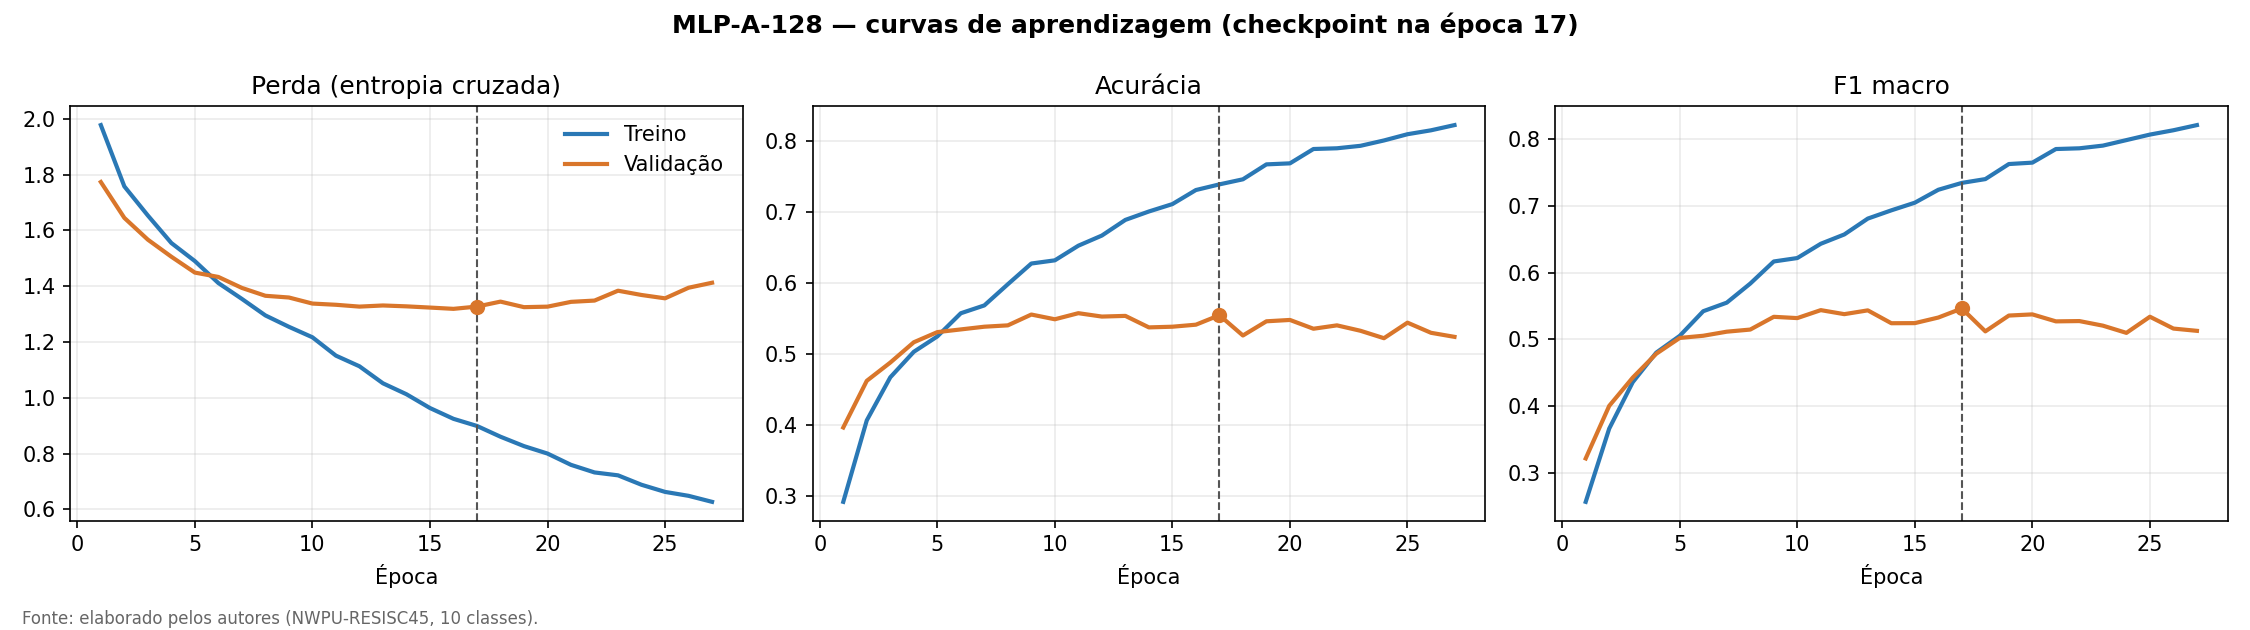 MLP-A-128 — curvas de aprendizagem (checkpoint na época 17)
Perda (entropia cruzada)
2.0
1.8
1.6
1.4
1.2
1.0
0.8
0.6
Treino
Validação
0 5 10 15 20 25
Época
Acurácia
0.8
0.7
0.6
0.5
0.4
0.3
0 5 10 15 20 25
Época
F1 macro
0.8
0.7
0.6
0.5
0.4
0.3
0 5 10 15 20 25
Época
Fonte: elaborado pelos autores (NWPU-RESISC45, 10 classes).